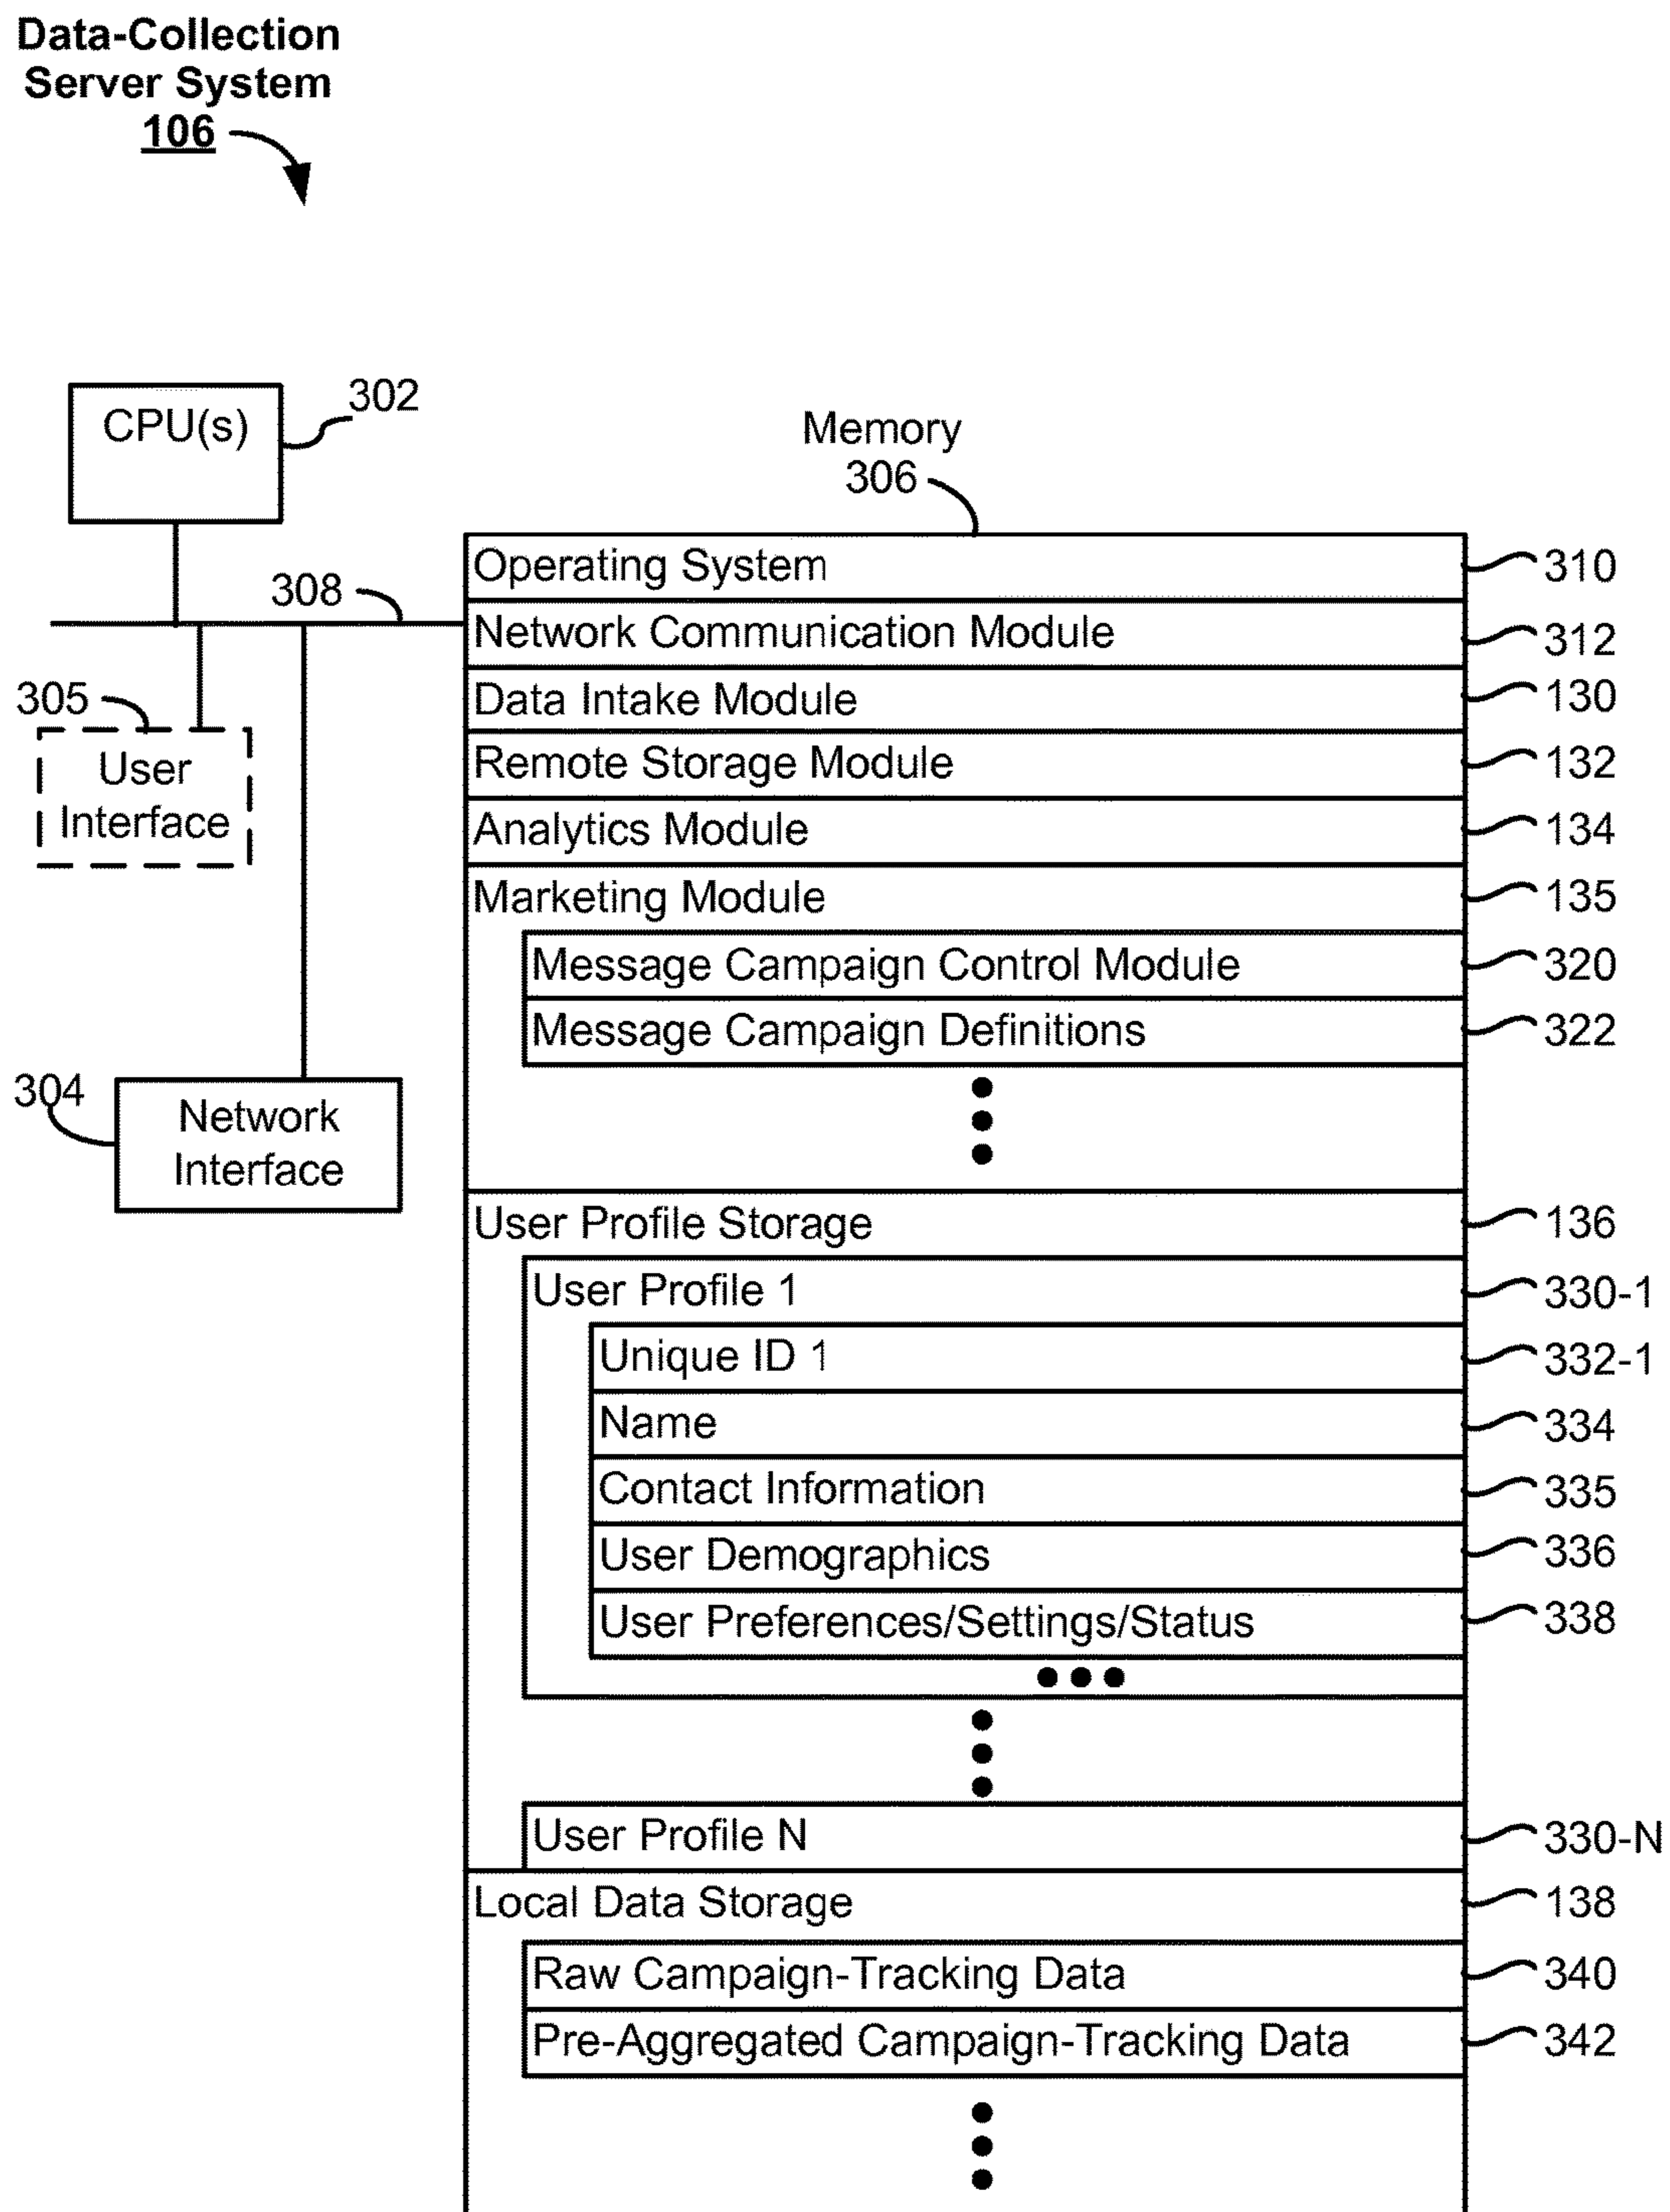 Data-Collection
Server System
106
CPU(s)
302
Memory
306
308
305
User
Interface
304
Network
Interface
Operating System 310
Network Communication Module 312
Data Intake Module 130
Remote Storage Module 132
Analytics Module 134
Marketing Module 135
Message Campaign Control Module 320
Message Campaign Definitions 322
User Profile Storage 136
User Profile 1 330-1
Unique ID 1 332-1
Name 334
Contact Information 335
User Demographics 336
User Preferences/Settings/Status 338
User Profile N 330-N
Local Data Storage 138
Raw Campaign-Tracking Data 340
Pre-Aggregated Campaign-Tracking Data 342